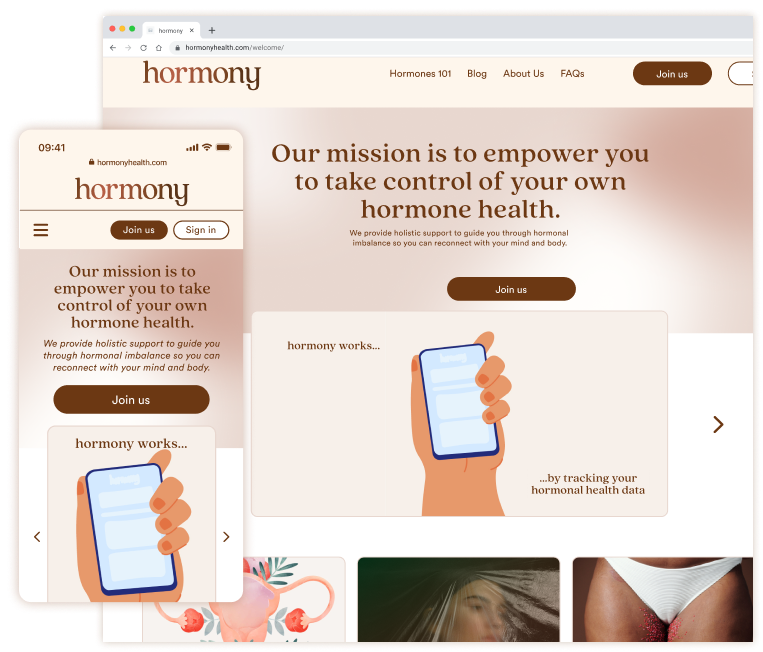 hormony
hormonyhealth.com/welcome/
hormony
Hormones 101
Blog
About Us
FAQs
Join us
Our mission is to empower you
to take control of your own
hormone health.
We provide holistic support to guide you through hormonal
imbalance so you can reconnect with your mind and body.
Join us
hormony works...
...by tracking your
hormonal health data
09:41
hormonyhealth.com
hormony
Join us
Sign in
Our mission is to
empower you to take
control of your own
hormone health.
We provide holistic support to guide you
through hormonal imbalance so you can
reconnect with your mind and body.
Join us
hormony works...